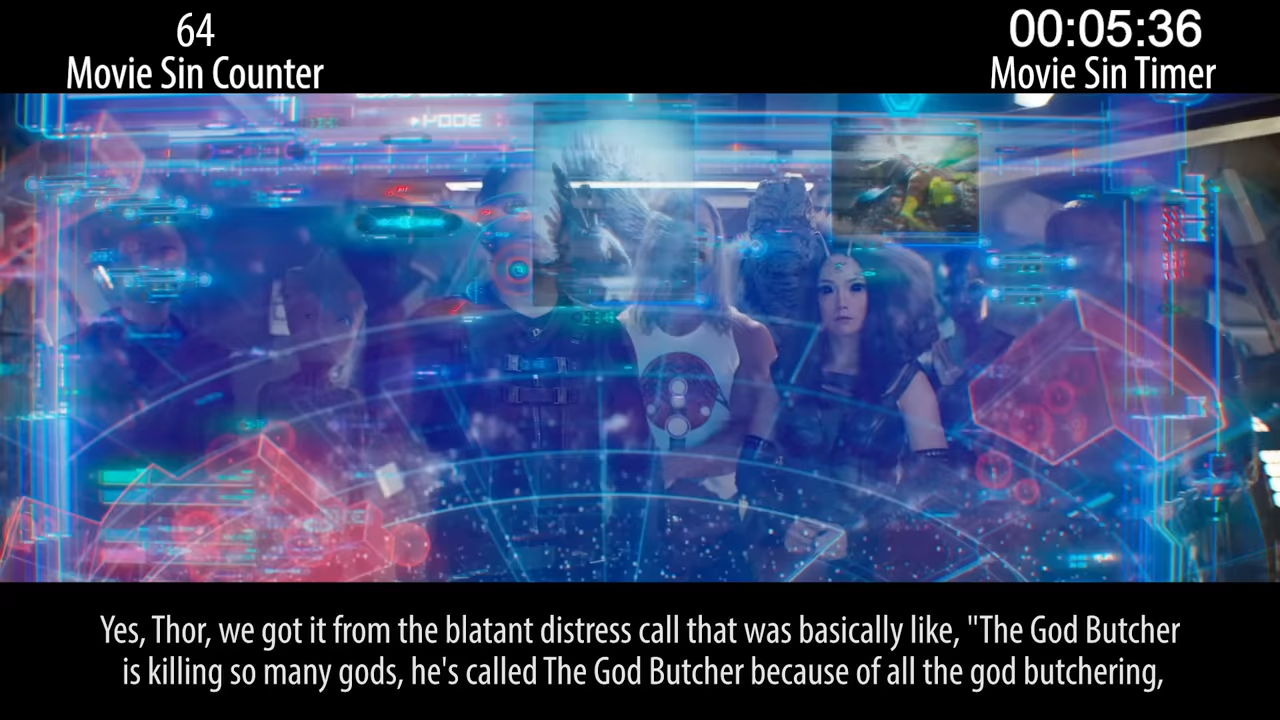 64
Movie Sin Counter
00:05:36
Movie Sin Timer
Yes, Thor, we got it from the blatant distress call that was basically like, "The God Butcher
is killing so many gods, he's called The God Butcher because of all the god butchering,